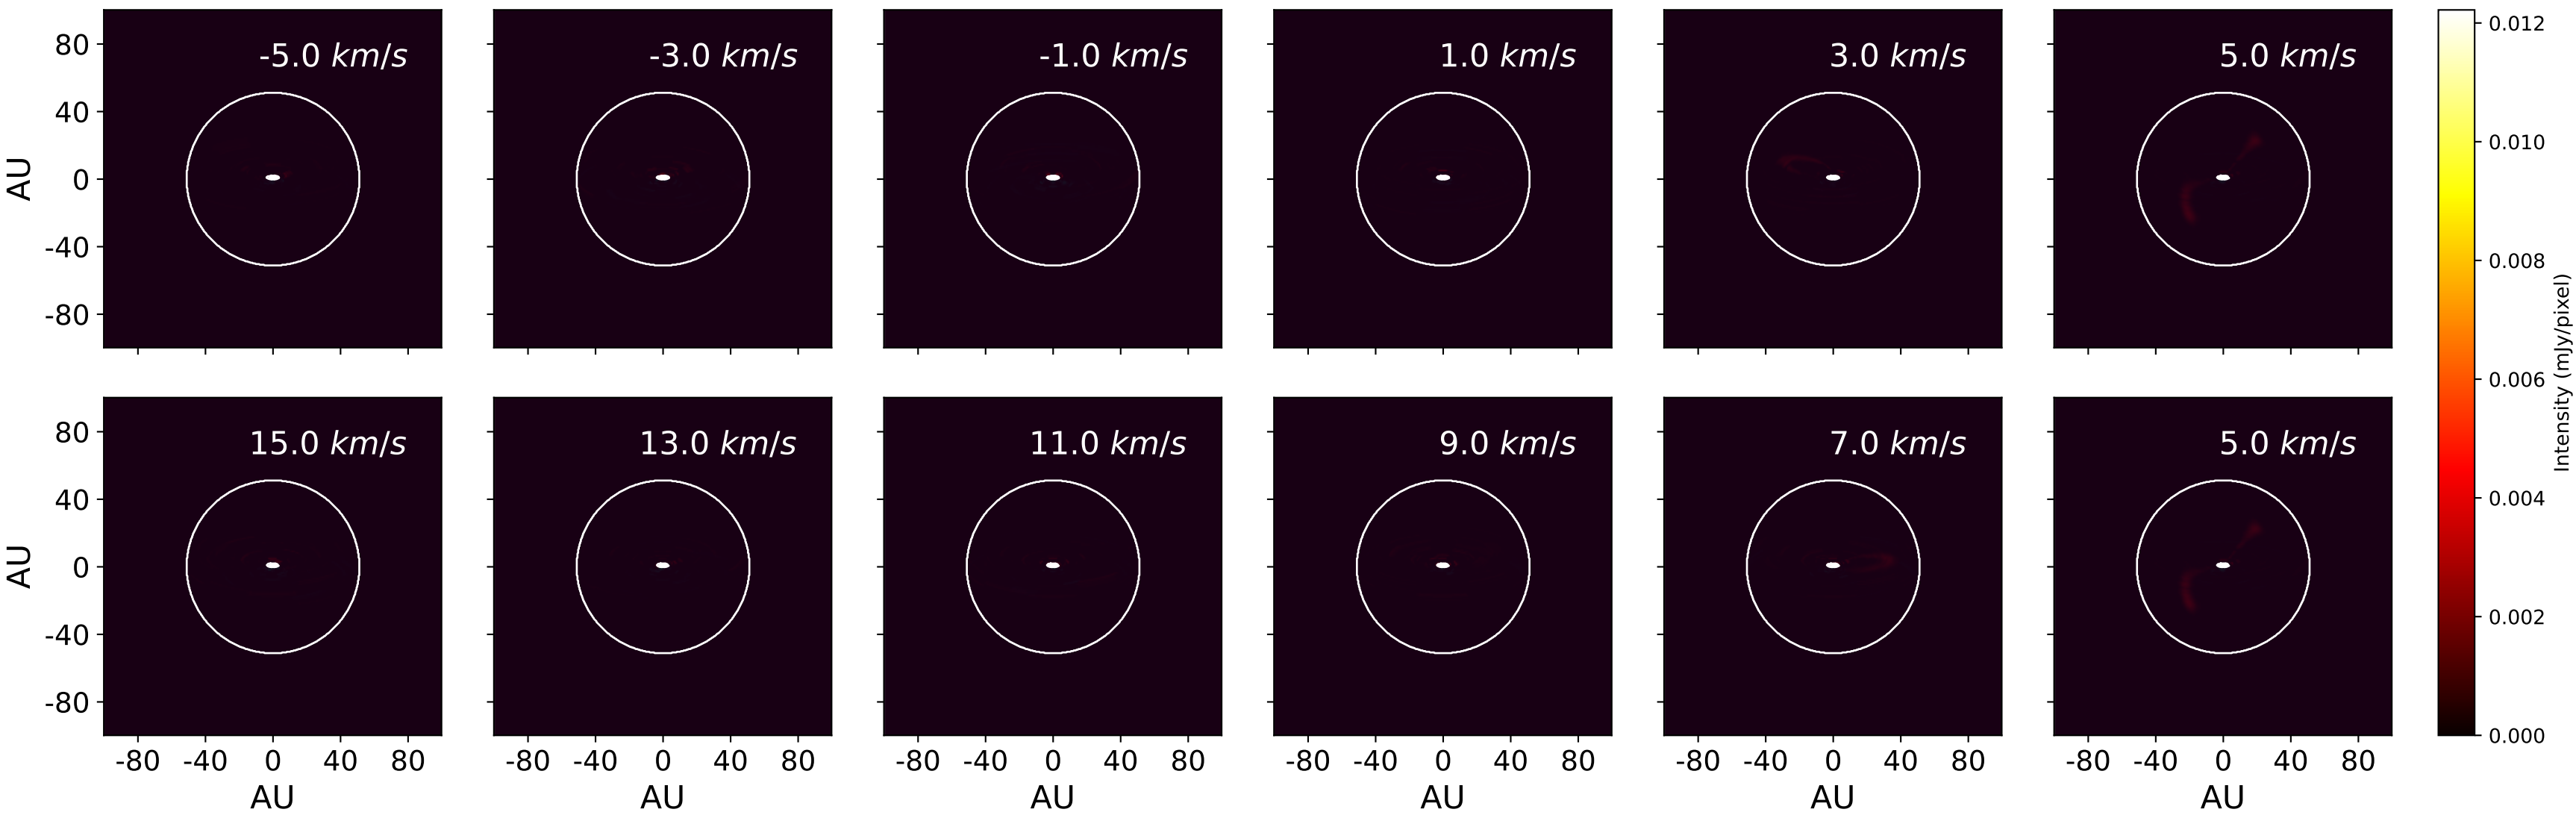 -5.0 km/s -3.0 km/s -1.0 km/s 1.0 km/s 3.0 km/s 5.0 km/s
80
40
0
-40
-80
AU
15.0 km/s 13.0 km/s 11.0 km/s 9.0 km/s 7.0 km/s 5.0 km/s
80
40
0
-40
-80
AU
-80 -40 0 40 80 -80 -40 0 40 80 -80 -40 0 40 80 -80 -40 0 40 80 -80 -40 0 40 80 -80 -40 0 40 80
AU AU AU AU AU AU
0.012
0.010
0.008
0.006
0.004
0.002
0.000
Intensity (mJy/pixel)